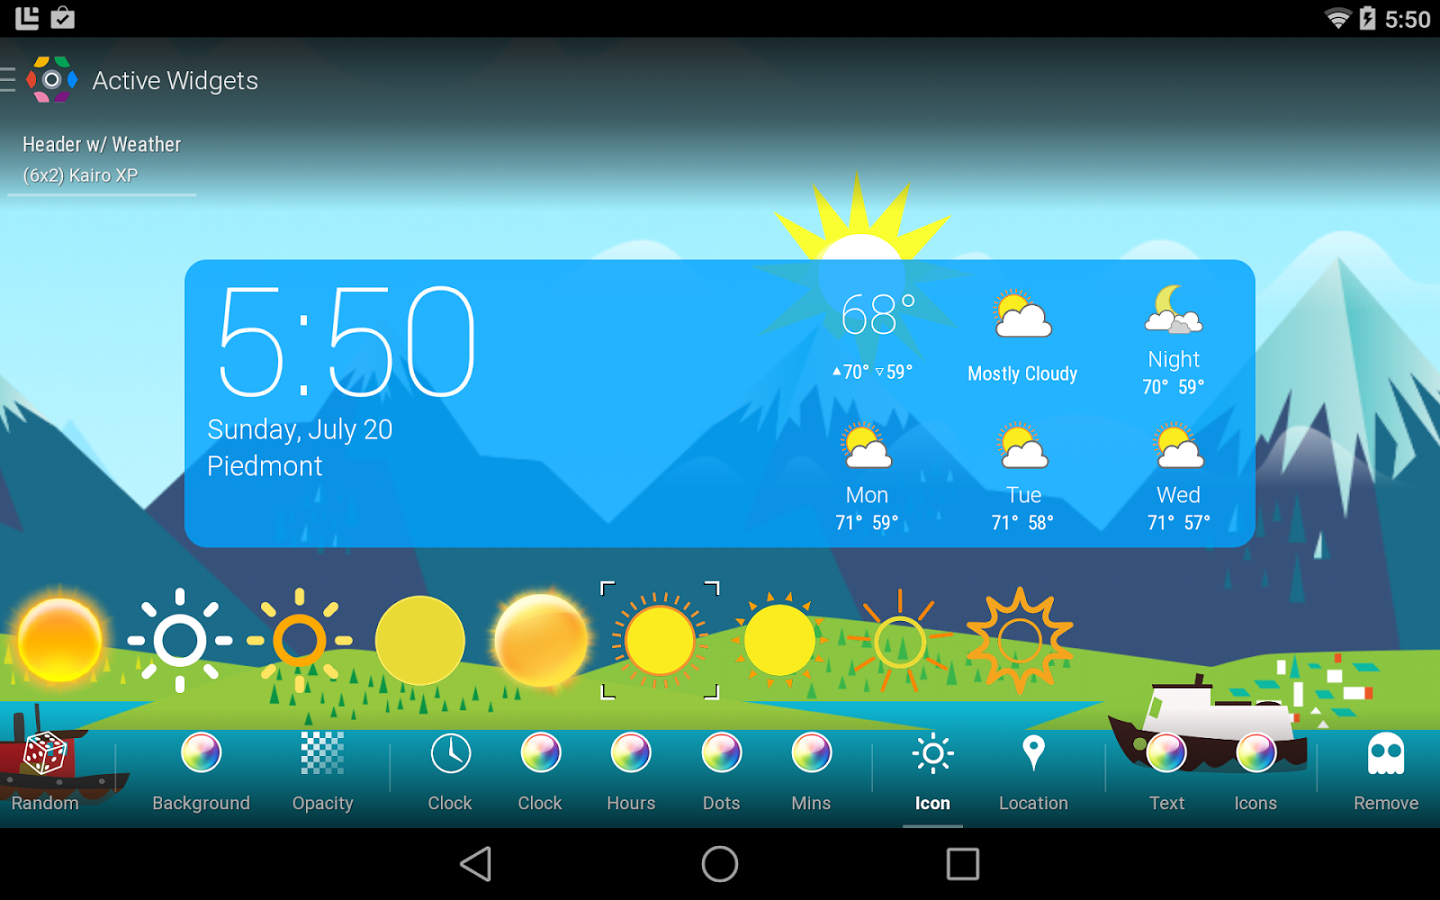 5:50
Active Widgets
Header w/ Weather
(6x2) Kairo XP
5:50
Sunday, July 20
Piedmont
68°
▲70° ▽59°
Mostly Cloudy
Night
70° 59°
Mon
71° 59°
Tue
71° 58°
Wed
71° 57°
Random
Background
Opacity
Clock
Clock
Hours
Dots
Mins
Icon
Location
Text
Icons
Remove